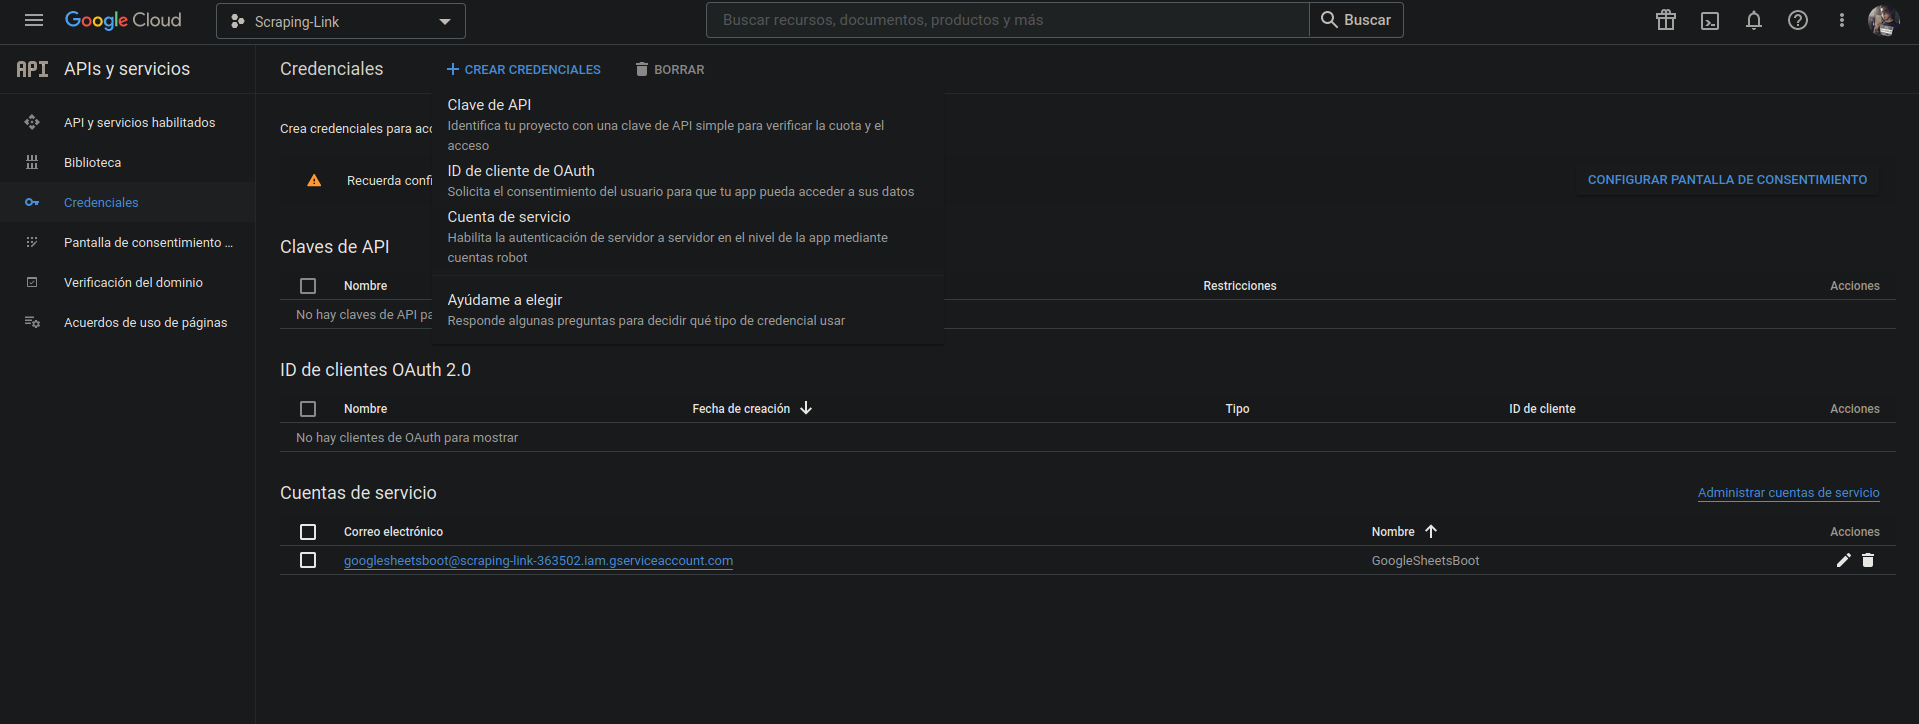 Google Cloud
Scraping-Link
Buscar recursos, documentos, productos y más
Buscar
API
APIs y servicios
Credenciales
CREAR CREDENCIALES
BORRAR
API y servicios habilitados
Biblioteca
Credenciales
Pantalla de consentimiento ...
Verificación del dominio
Acuerdos de uso de páginas
Crea credenciales para acc
Recuerda confi
CONFIGURAR PANTALLA DE CONSENTIMIENTO
Clave de API
Identifica tu proyecto con una clave de API simple para verificar la cuota y el
acceso
ID de cliente de OAuth
Solicita el consentimiento del usuario para que tu app pueda acceder a sus datos
Cuenta de servicio
Habilita la autenticación de servidor a servidor en el nivel de la app mediante
cuentas robot
Ayúdame a elegir
Responde algunas preguntas para decidir qué tipo de credencial usar
Claves de API
Nombre
Restricciones
Acciones
No hay claves de API pa
ID de clientes OAuth 2.0
Nombre
Fecha de creación
Tipo
ID de cliente
Acciones
No hay clientes de OAuth para mostrar
Cuentas de servicio
Administrar cuentas de servicio
Correo electrónico
Nombre
Acciones
googlesheetsboot@scraping-link-363502.iam.gserviceaccount.com
GoogleSheetsBoot